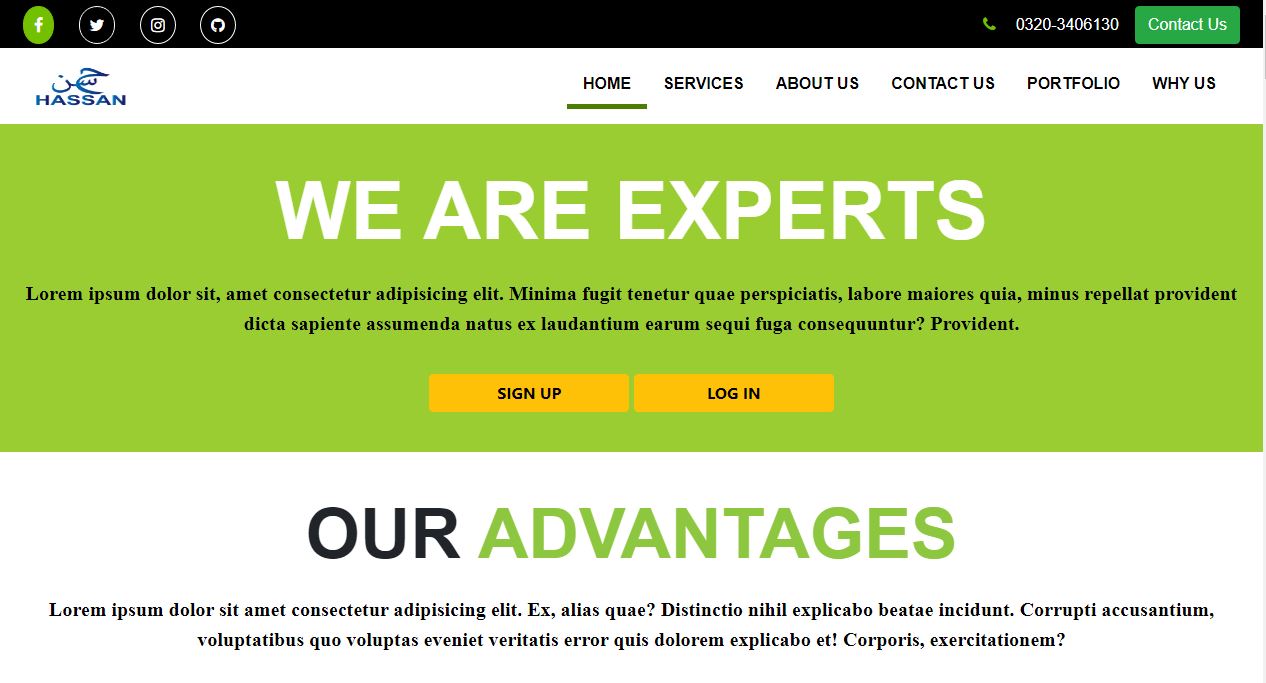 0320-3406130 Contact Us
حسن
HASSAN
HOME SERVICES ABOUT US CONTACT US PORTFOLIO WHY US
WE ARE EXPERTS
Lorem ipsum dolor sit, amet consectetur adipisicing elit. Minima fugit tenetur quae perspiciatis, labore maiores quia, minus repellat provident
dicta sapiente assumenda natus ex laudantium earum sequi fuga consequuntur? Provident.
SIGN UP LOG IN
OUR ADVANTAGES
Lorem ipsum dolor sit amet consectetur adipisicing elit. Ex, alias quae? Distinctio nihil explicabo beatae incidunt. Corrupti accusantium,
voluptatibus quo voluptas eveniet veritatis error quis dolorem explicabo et! Corporis, exercitationem?